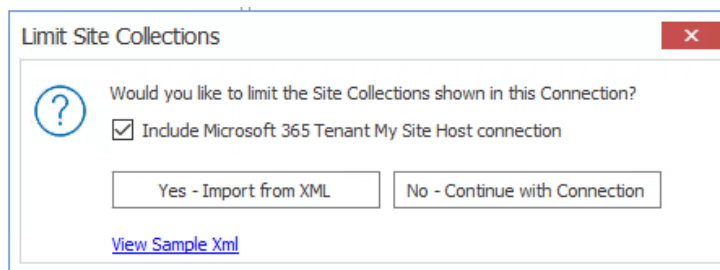 Limit Site Collections
Would you like to limit the Site Collections shown in this Connection?
Include Microsoft 365 Tenant My Site Host connection
Yes - Import from XML
No - Continue with Connection
View Sample Xml